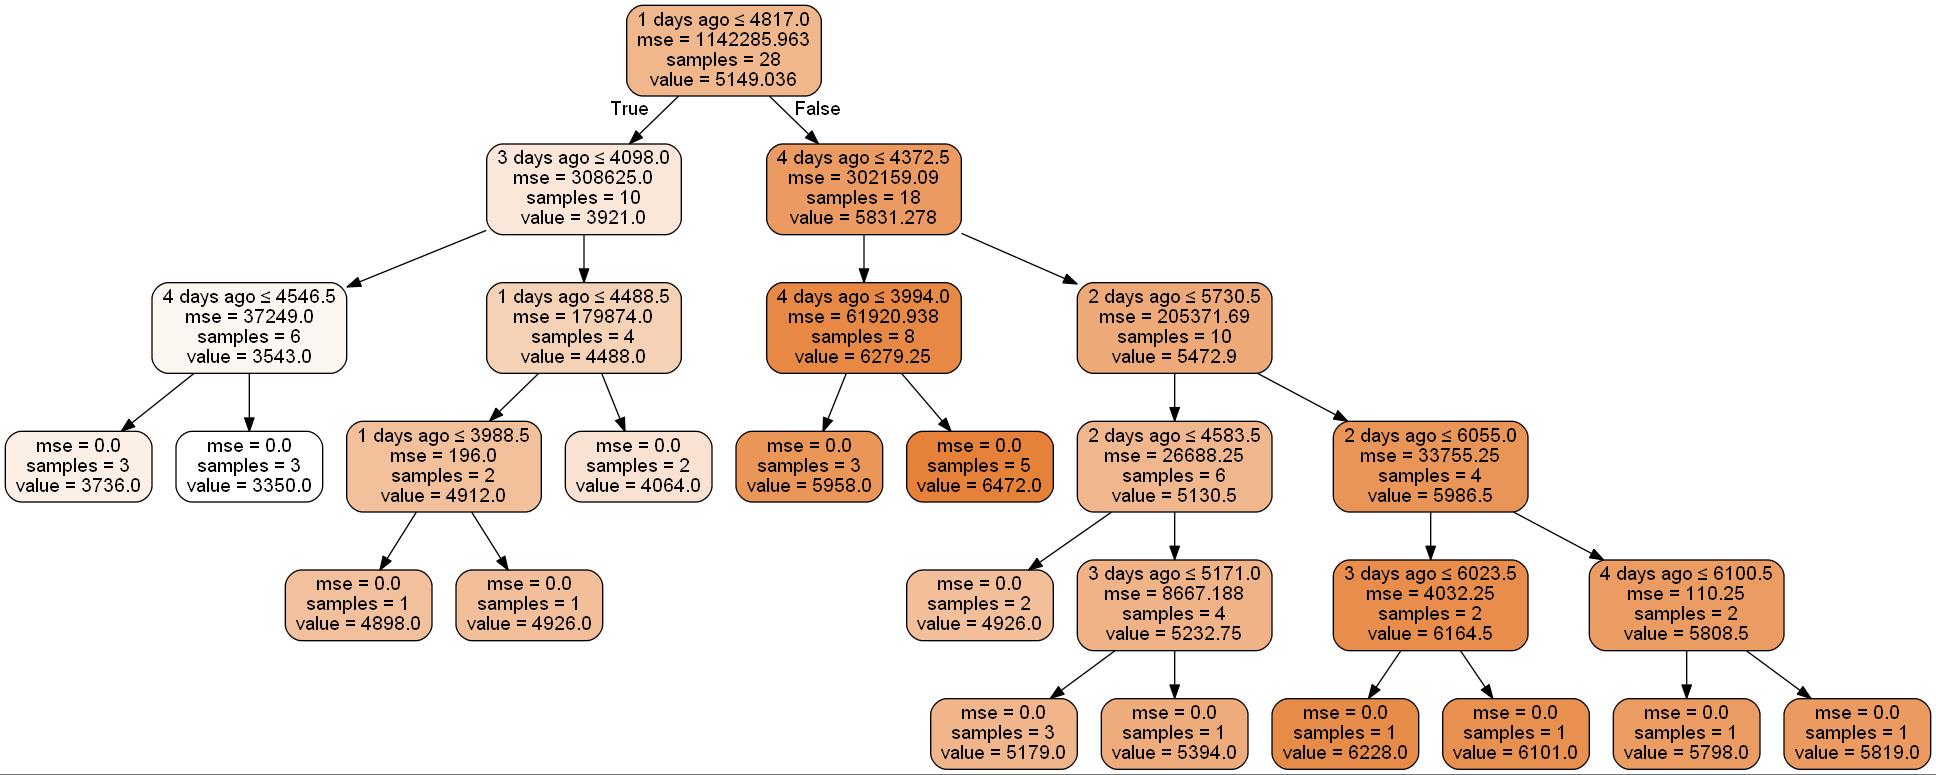 1 days ago ≤ 4817.0
mse = 1142285.963
samples = 28
value = 5149.036
True
False
3 days ago ≤ 4098.0
mse = 308625.0
samples = 10
value = 3921.0
4 days ago ≤ 4372.5
mse = 302159.09
samples = 18
value = 5831.278
4 days ago ≤ 4546.5
mse = 37249.0
samples = 6
value = 3543.0
1 days ago ≤ 4488.5
mse = 179874.0
samples = 4
value = 4488.0
4 days ago ≤ 3994.0
mse = 61920.938
samples = 8
value = 6279.25
2 days ago ≤ 5730.5
mse = 205371.69
samples = 10
value = 5472.9
mse = 0.0
samples = 3
value = 3736.0
mse = 0.0
samples = 3
value = 3350.0
1 days ago ≤ 3988.5
mse = 196.0
samples = 2
value = 4912.0
mse = 0.0
samples = 2
value = 4064.0
mse = 0.0
samples = 3
value = 5958.0
mse = 0.0
samples = 5
value = 6472.0
2 days ago ≤ 4583.5
mse = 26688.25
samples = 6
value = 5130.5
2 days ago ≤ 6055.0
mse = 33755.25
samples = 4
value = 5986.5
mse = 0.0
samples = 1
value = 4898.0
mse = 0.0
samples = 1
value = 4926.0
mse = 0.0
samples = 2
value = 4926.0
3 days ago ≤ 5171.0
mse = 8667.188
samples = 4
value = 5232.75
3 days ago ≤ 6023.5
mse = 4032.25
samples = 2
value = 6164.5
4 days ago ≤ 6100.5
mse = 110.25
samples = 2
value = 5808.5
mse = 0.0
samples = 3
value = 5179.0
mse = 0.0
samples = 1
value = 5394.0
mse = 0.0
samples = 1
value = 6228.0
mse = 0.0
samples = 1
value = 6101.0
mse = 0.0
samples = 1
value = 5798.0
mse = 0.0
samples = 1
value = 5819.0